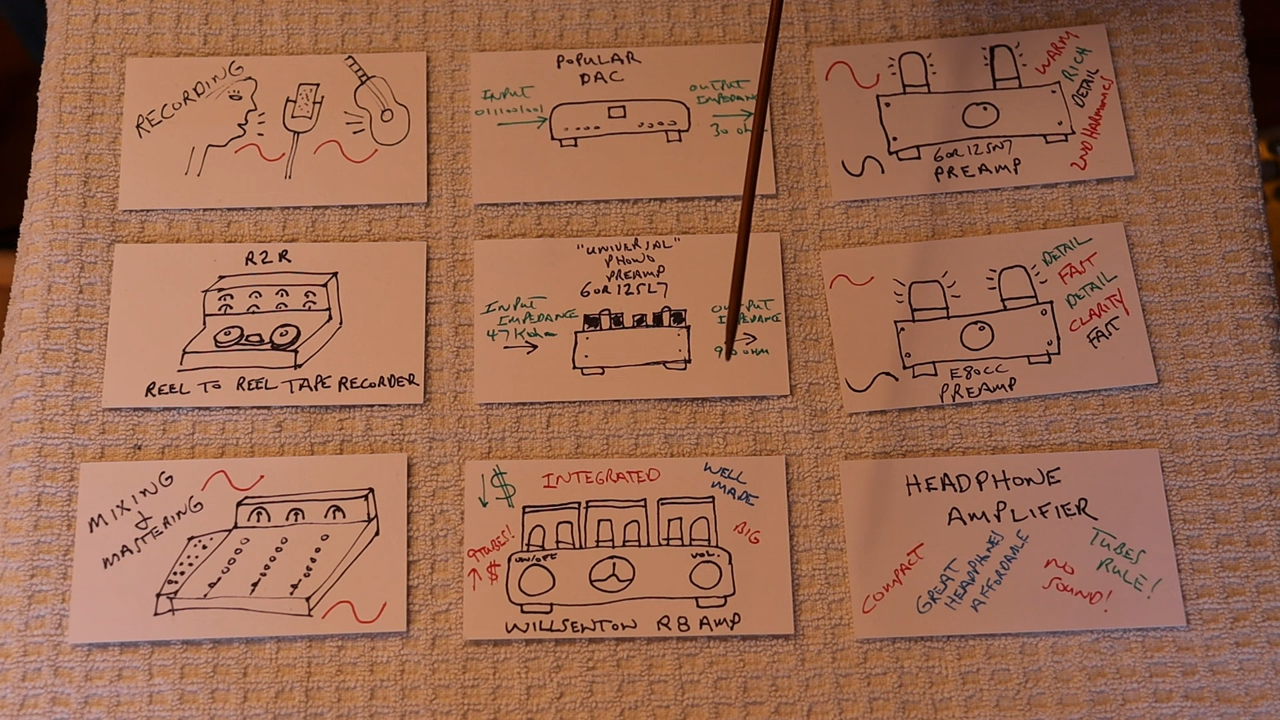 RECORDING
POPULAR
DAC
INPUT
OUTPUT
IMPEDANCE
WARM
RICH
DETAIL
2ND HARMONICS
6 OR 12SN7
PREAMP
R2R
REEL TO REEL TAPE RECORDER
"UNIVERSAL"
PHONO
PREAMP
6 OR 12SL7
INPUT
IMPEDANCE
47 Kohm
OUTPUT
IMPEDANCE
DETAIL
FAST
DETAIL
CLARITY
FAST
E80CC
PREAMP
MIXING
&
MASTERING
↓$
INTEGRATED
WELL
MADE
9 TUBES!
↑$
BIG
ON/OFF
VOL.
WILLSENTON R8 AMP
HEADPHONE
AMPLIFIER
COMPACT
GREAT
HEADPHONES
AFFORDABLE
NO
SOUND!
TUBES
RULE!